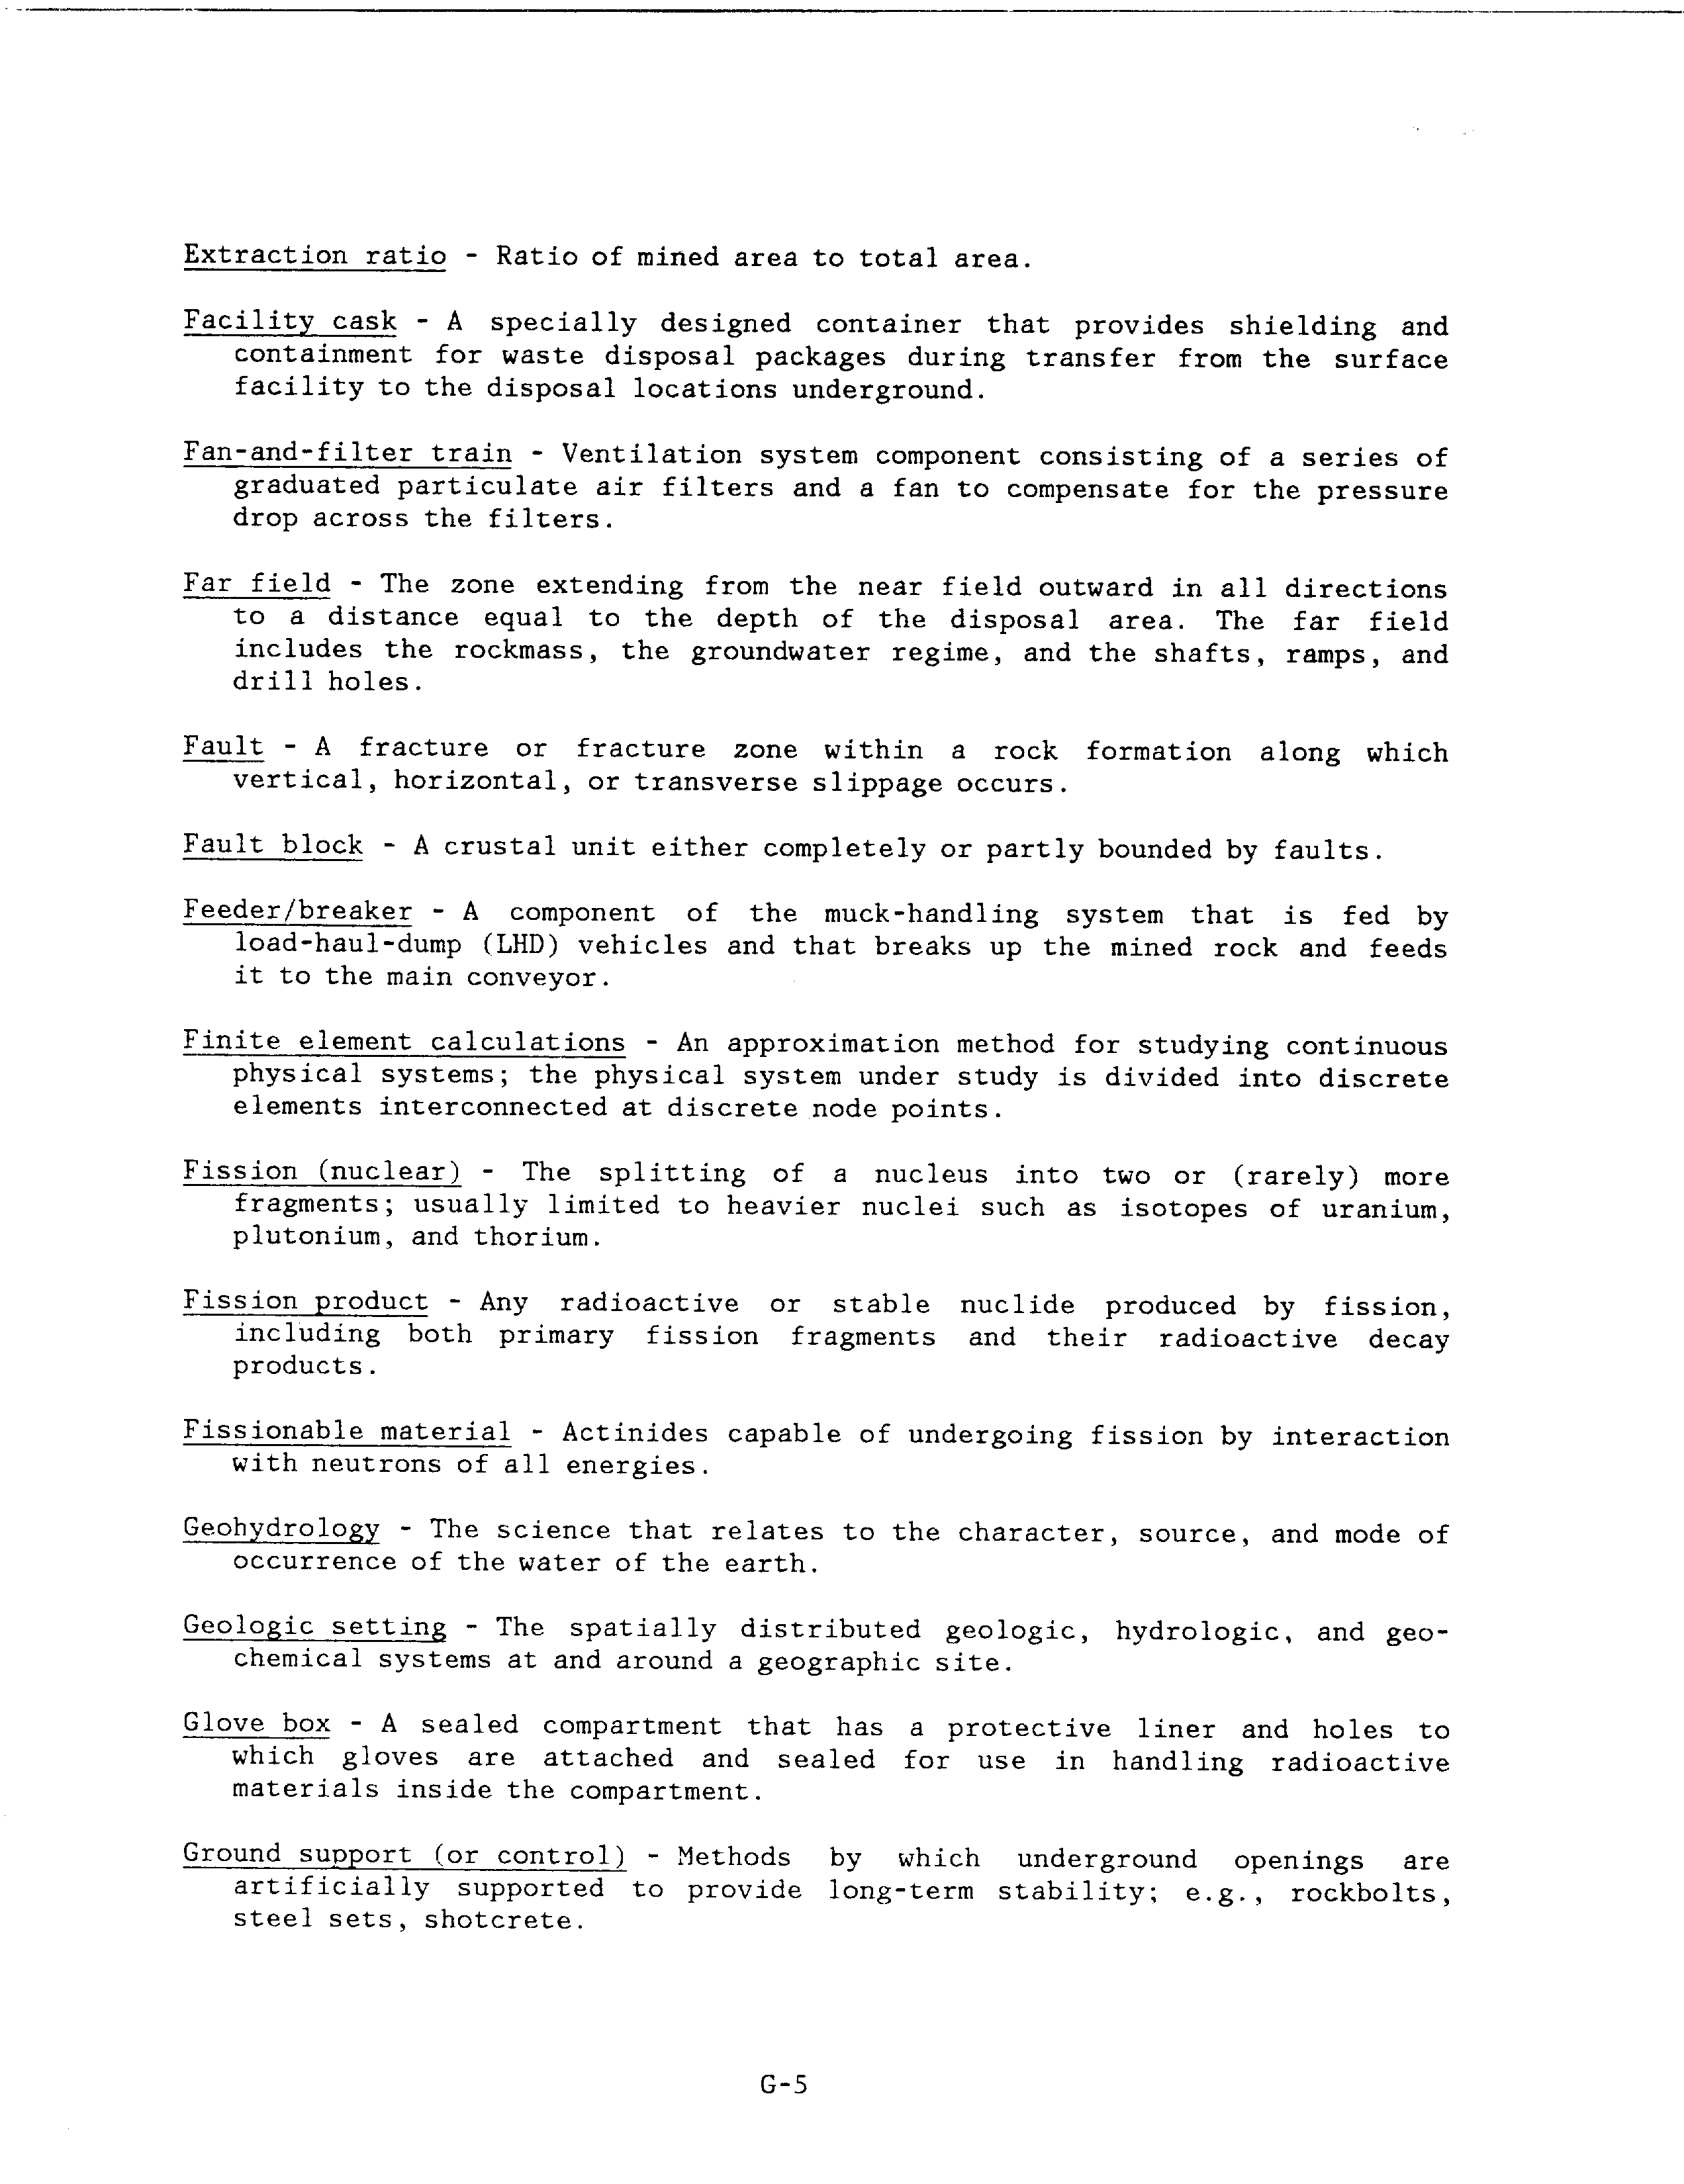 Extraction ratio - Ratio of mined area to total area.
Facility cask - A specially designed container that provides shielding and
containment for waste disposal packages during transfer from the surface
facility to the disposal locations underground.
Fan-and-filter train - Ventilation system component consisting of a series of
graduated particulate air filters and a fan to compensate for the pressure
drop across the filters.
Far field - The zone extending from the near field outward in all directions
to a distance equal to the depth of the disposal area. The far field
includes the rockmass, the groundwater regime, and the shafts, ramps, and
drill holes.
Fault - A fracture or fracture zone within a rock formation along which
vertical, horizontal, or transverse slippage occurs.
Fault block - A crustal unit either completely or partly bounded by faults.
Feeder/breaker - A component of the muck-handling system that is fed by
load-haul-dump (LHD) vehicles and that breaks up the mined rock and feeds
it to the main conveyor.
Finite element calculations - An approximation method for studying continuous
physical systems; the physical system under study is divided into discrete
elements interconnected at discrete node points.
Fission (nuclear) - The splitting of a nucleus into two or (rarely) more
fragments; usually limited to heavier nuclei such as isotopes of uranium,
plutonium, and thorium.
Fission product - Any radioactive or stable nuclide produced by fission,
including both primary fission fragments and their radioactive decay
products.
Fissionable material - Actinides capable of undergoing fission by interaction
with neutrons of all energies.
Geohydrology - The science that relates to the character, source, and mode of
occurrence of the water of the earth.
Geologic setting - The spatially distributed geologic, hydrologic, and geo-
chemical systems at and around a geographic site.
Glove box - A sealed compartment that has a protective liner and holes to
which gloves are attached and sealed for use in handling radioactive
materials inside the compartment.
Ground support (or control) - Methods by which underground openings are
artificially supported to provide long-term stability; e.g., rockbolts,
steel sets, shotcrete.
G-5